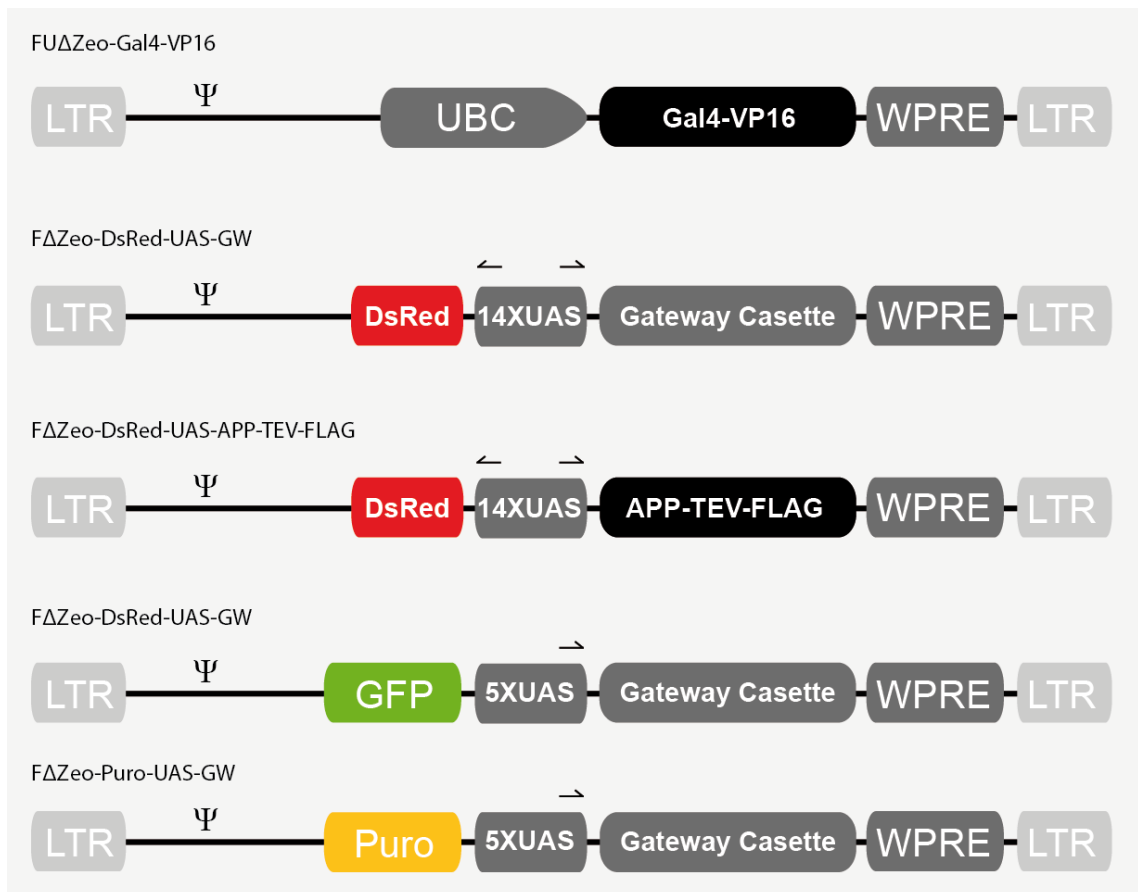 FUΔZeo-Gal4-VP16
LTR Ψ UBC Gal4-VP16 WPRE LTR
FΔZeo-DsRed-UAS-GW
LTR Ψ DsRed 14XUAS Gateway Casette WPRE LTR
FΔZeo-DsRed-UAS-APP-TEV-FLAG
LTR Ψ DsRed 14XUAS APP-TEV-FLAG WPRE LTR
FΔZeo-DsRed-UAS-GW
LTR Ψ GFP 5XUAS Gateway Casette WPRE LTR
FΔZeo-Puro-UAS-GW
LTR Ψ Puro 5XUAS Gateway Casette WPRE LTR